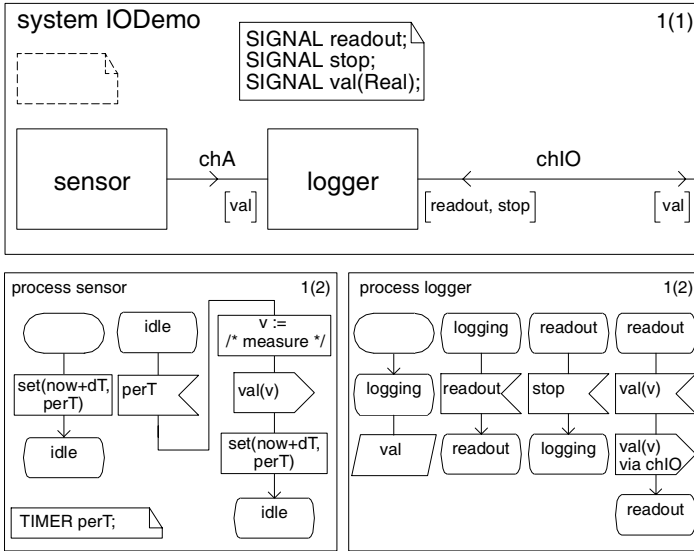 system IODemo
1(1)
SIGNAL readout;
SIGNAL stop;
SIGNAL val(Real);
sensor
chA
[val]
logger
chIO
[readout, stop]
[val]
process sensor
1(2)
set(now+dT,
perT)
idle
idle
perT
v :=
/* measure */
val(v)
set(now+dT,
perT)
idle
TIMER perT;
process logger
1(2)
logging
val
logging
readout
readout
readout
stop
logging
readout
val(v)
val(v)
via chIO
readout